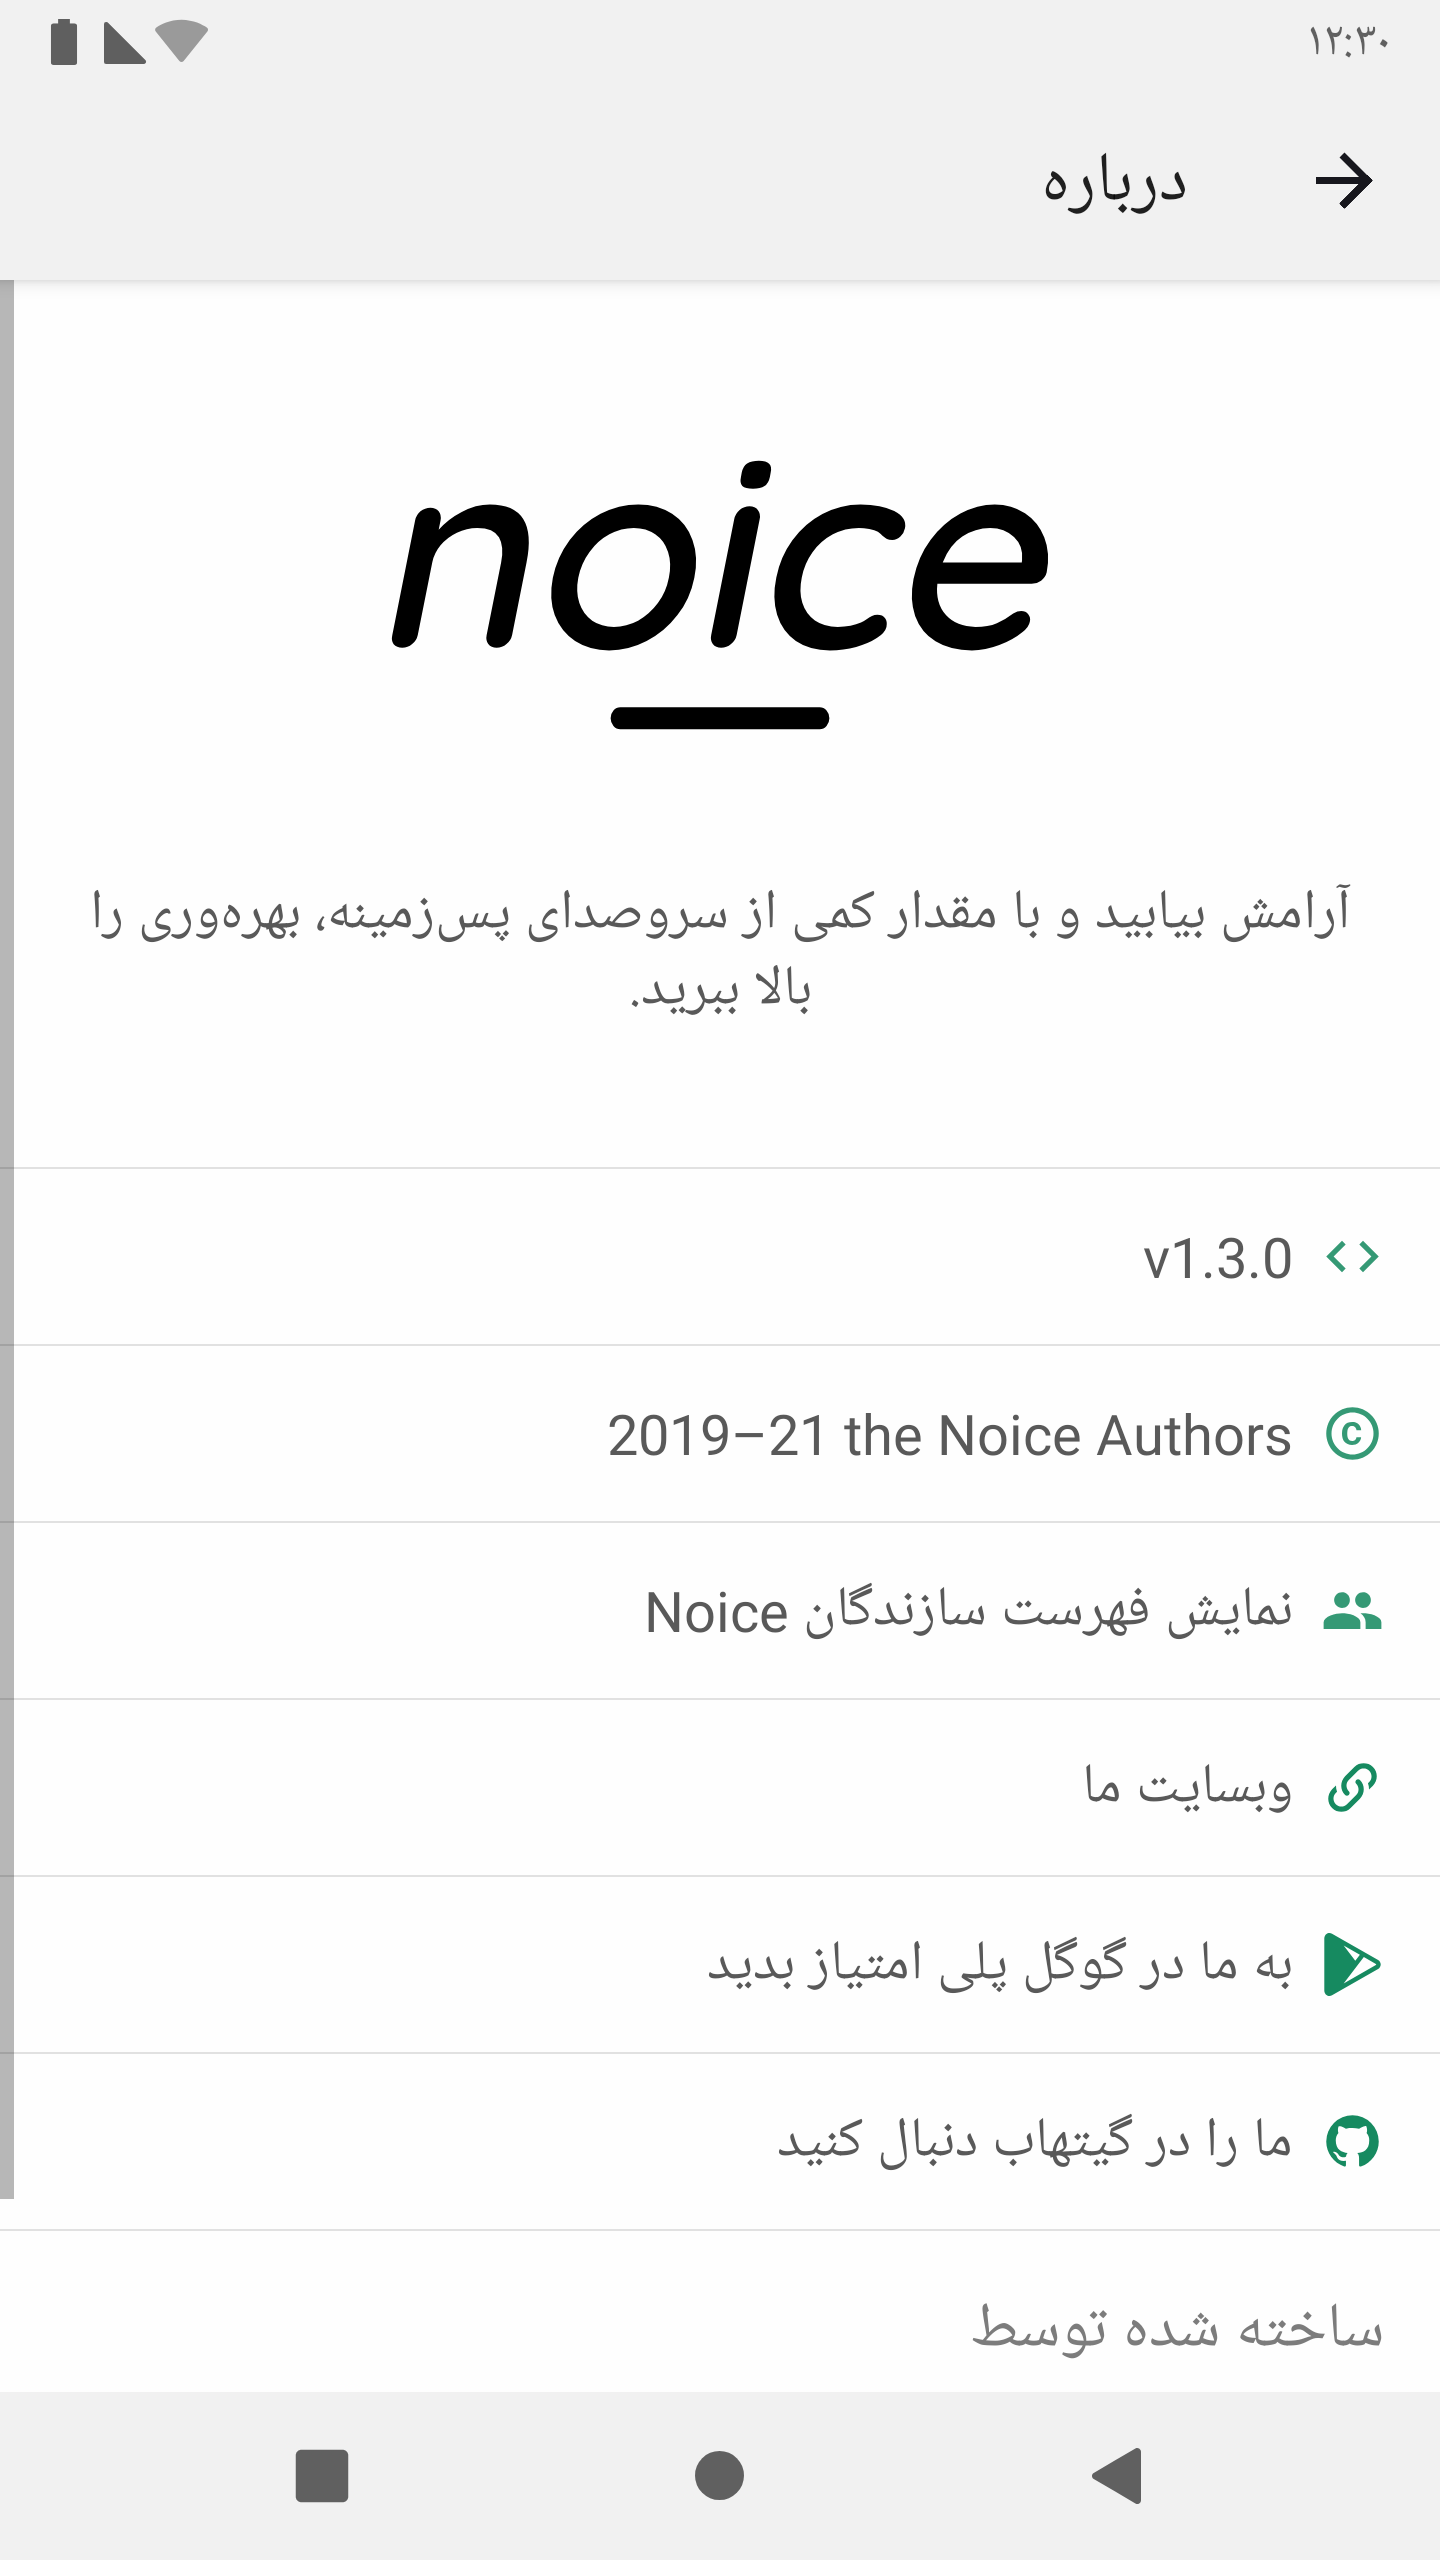 ۱۲:۳۰
درباره
noice
آرامش بیابید و با مقدار کمی از سروصدای پس‌زمینه، بهره‌وری را
بالا ببرید.
v1.3.0
2019–21 the Noice Authors
نمایش فهرست سازندگان Noice
وبسایت ما
به ما در گوگل پلی امتیاز بدید
ما را در گیتهاب دنبال کنید
ساخته شده توسط